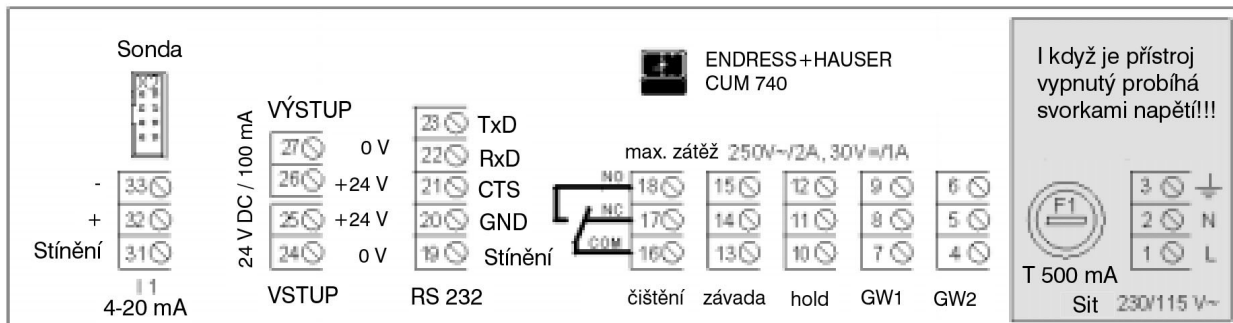 Sonda
X2
ENDRESS+HAUSER
CUM 740
I když je přístroj
vypnutý probíhá
svorkami napětí!!!
VÝSTUP
24 V DC / 100 mA
27 0 V
26 +24 V
25 +24 V
24 0 V
VSTUP
23 TxD
22 RxD
21 CTS
20 GND
19 Stínění
RS 232
- 33
+ 32
Stínění 31
I 1
4-20 mA
max. zátěž 250V~/2A, 30V=/1A
NO 18 15 12 9 6
NC 17 14 11 8 5
COM 16 13 10 7 4
čištění závada hold GW1 GW2
F1
T 500 mA
3
2 N
1 L
Sit 230/115 V~